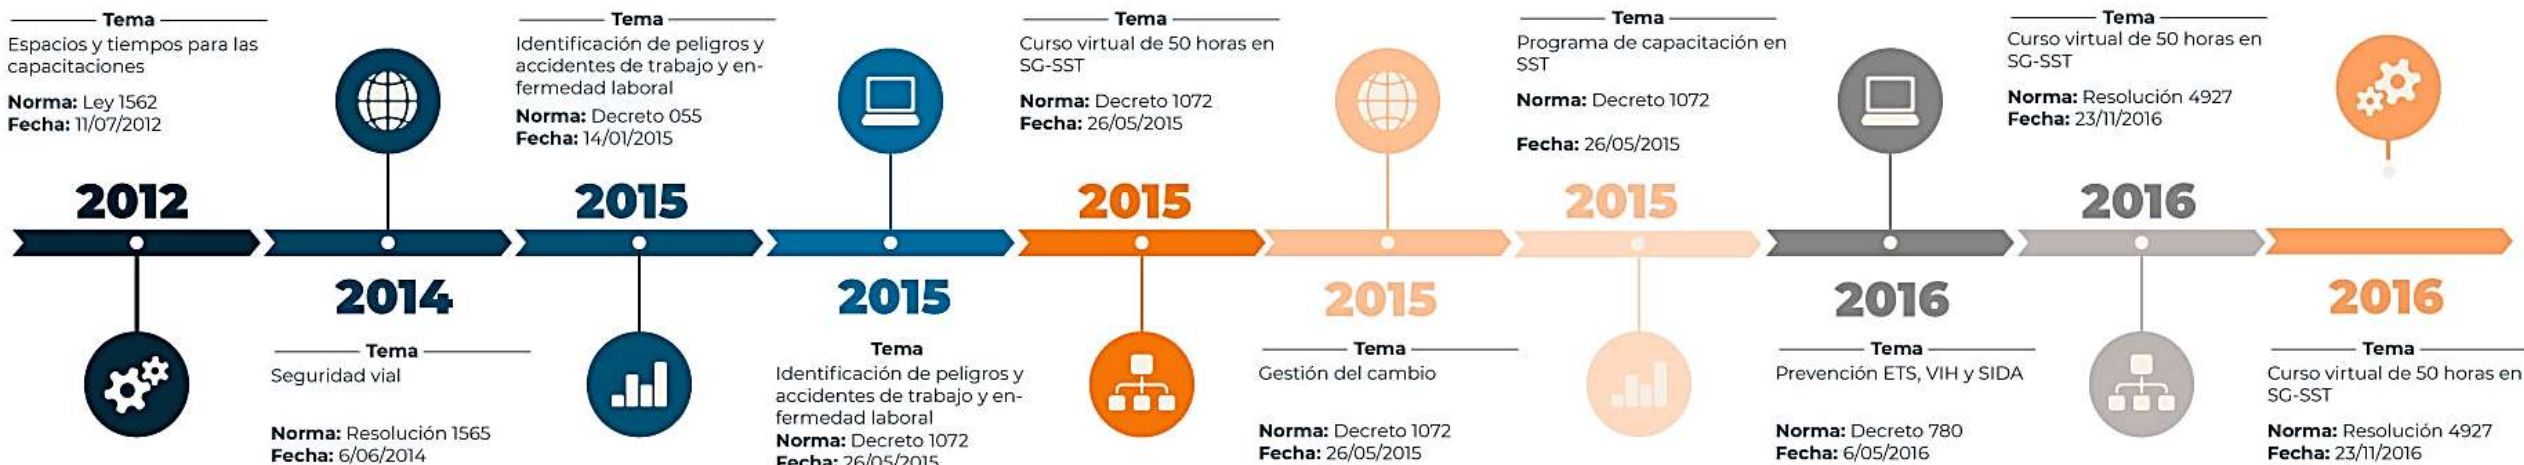 Tema
Espacios y tiempos para las
capacitaciones
Norma: Ley 1562
Fecha: 11/07/2012
2012
2014
Tema
Seguridad vial
Norma: Resolución 1565
Fecha: 6/06/2014
Tema
Identificación de peligros y
accidentes de trabajo y en-
fermedad laboral
Norma: Decreto 055
Fecha: 14/01/2015
2015
2015
Tema
Identificación de peligros y
accidentes de trabajo y en-
fermedad laboral
Norma: Decreto 1072
Fecha: 26/05/2015
Tema
Curso virtual de 50 horas en
SG-SST
Norma: Decreto 1072
Fecha: 26/05/2015
2015
2015
Tema
Gestión del cambio
Norma: Decreto 1072
Fecha: 26/05/2015
Tema
Programa de capacitación en
SST
Norma: Decreto 1072
Fecha: 26/05/2015
2015
2016
Tema
Prevención ETS, VIH y SIDA
Norma: Decreto 780
Fecha: 6/05/2016
Tema
Curso virtual de 50 horas en
SG-SST
Norma: Resolución 4927
Fecha: 23/11/2016
2016
2016
Tema
Curso virtual de 50 horas en
SG-SST
Norma: Resolución 4927
Fecha: 23/11/2016